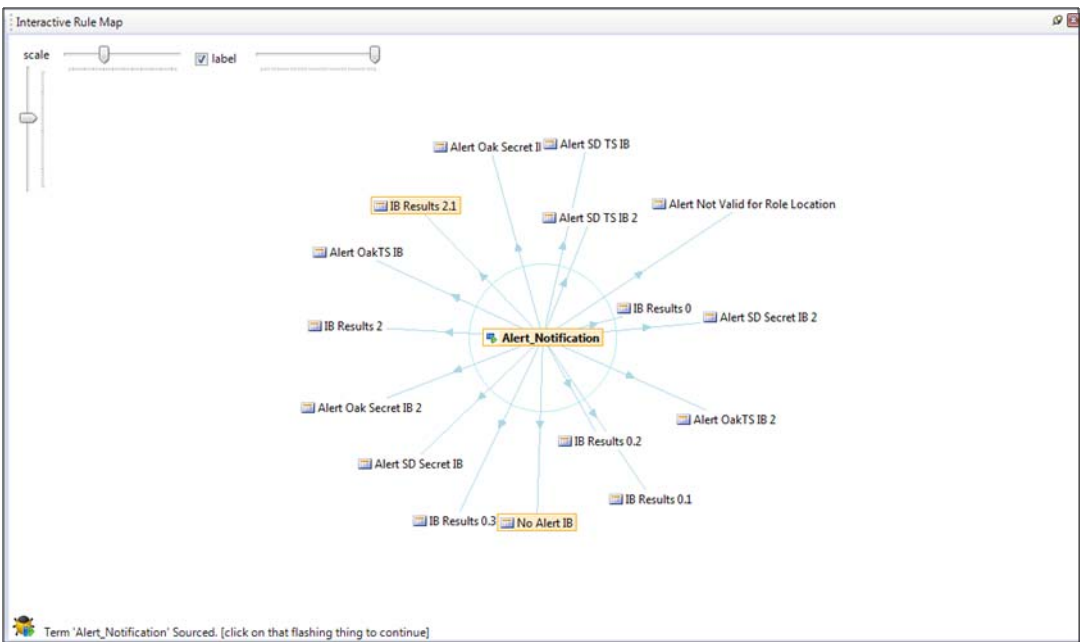 Interactive Rule Map
scale
label
Alert Oak Secret II
Alert SD TS IB
IB Results 2.1
Alert SD TS IB 2
Alert Not Valid for Role Location
Alert OakTS IB
IB Results 0
Alert SD Secret IB 2
IB Results 2
Alert_Notification
Alert Oak Secret IB 2
Alert OakTS IB 2
IB Results 0.2
Alert SD Secret IB
IB Results 0.1
IB Results 0.3
No Alert IB
Term 'Alert_Notification' Sourced. [click on that flashing thing to continue]